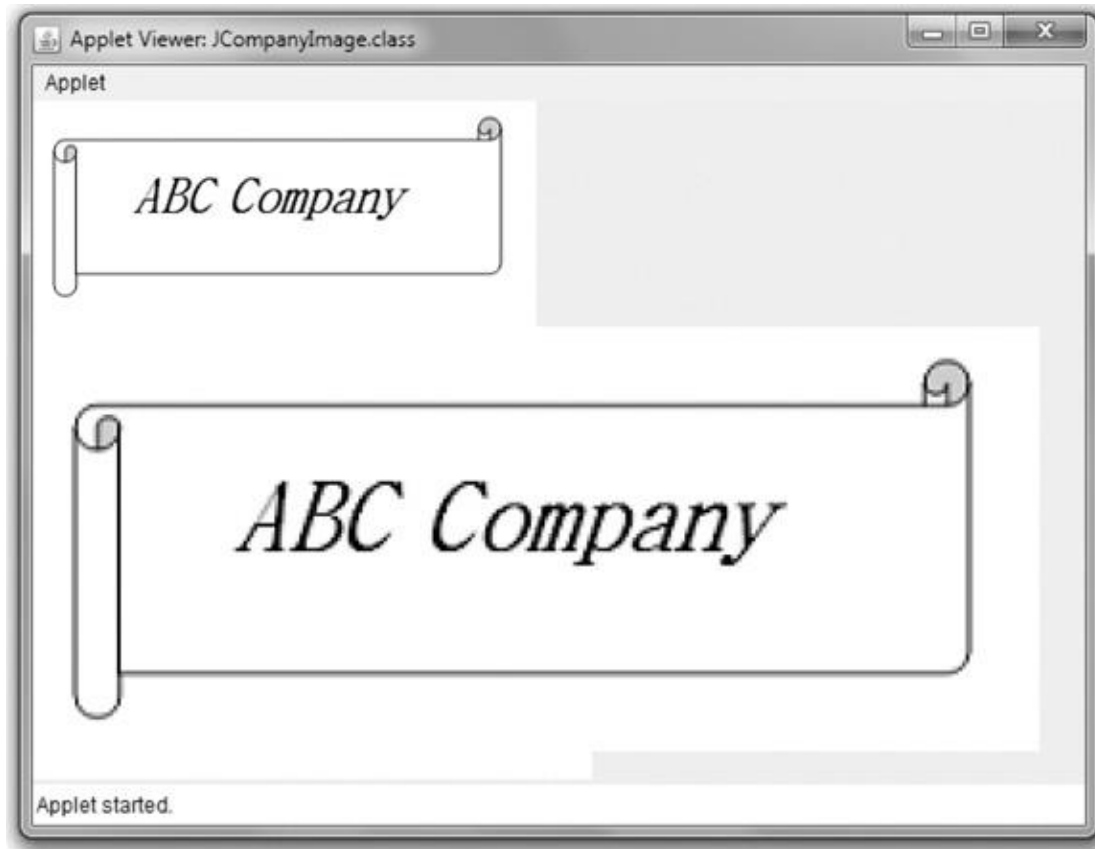 Applet Viewer: JCompanyImage.class
Applet
ABC Company
ABC Company
Applet started.